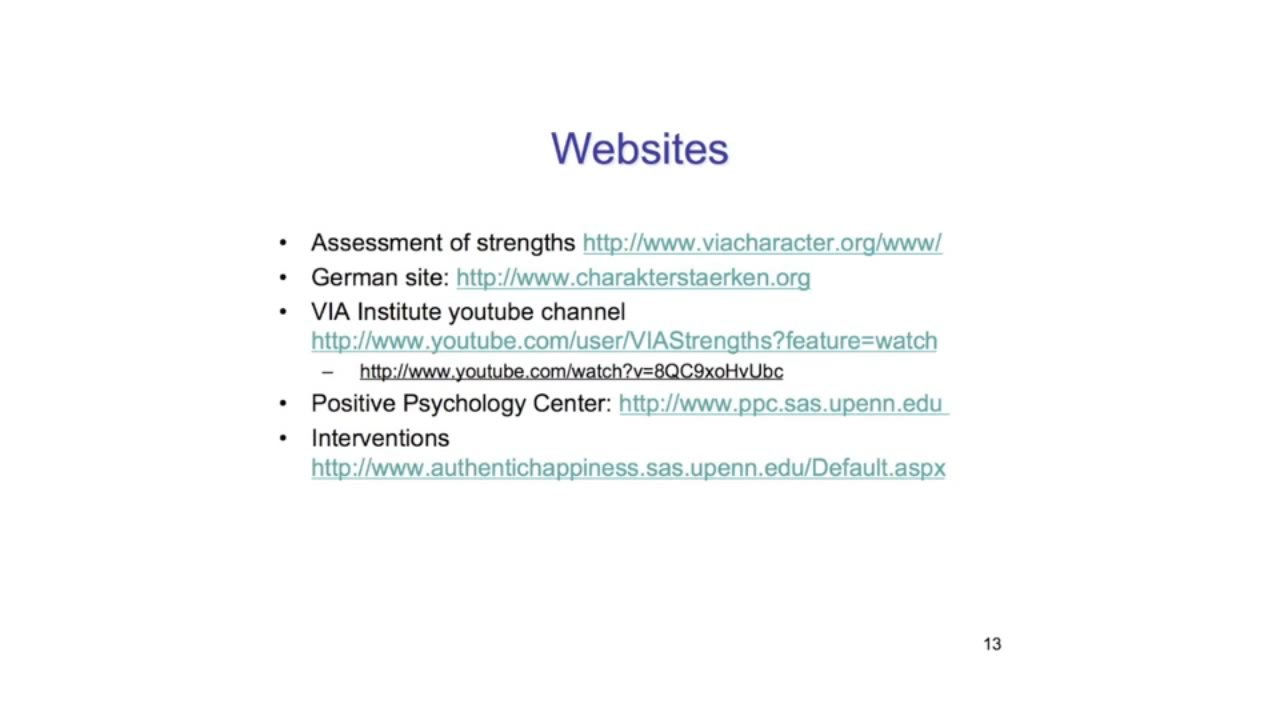 Websites
• Assessment of strengths http://www.viacharacter.org/www/
• German site: http://www.charakterstaerken.org
• VIA Institute youtube channel
http://www.youtube.com/user/VIAStrengths?feature=watch
– http://www.youtube.com/watch?v=8QC9xoHvUbc
• Positive Psychology Center: http://www.ppc.sas.upenn.edu
• Interventions
http://www.authentichappiness.sas.upenn.edu/Default.aspx
13